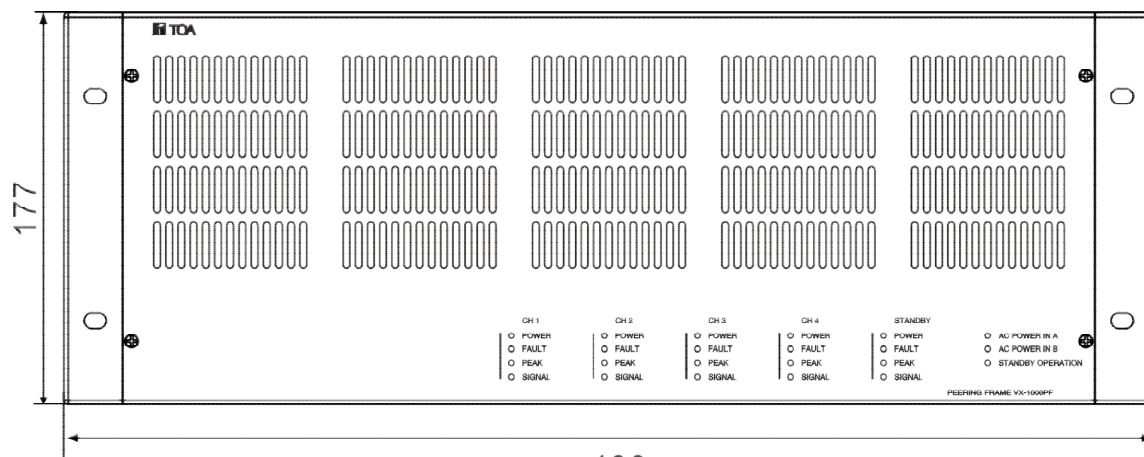 TOA
177
CH 1 CH 2 CH 3 CH 4 STANDBY
POWER POWER POWER POWER POWER AC POWER IN A
FAULT FAULT FAULT FAULT FAULT AC POWER IN B
PEAK PEAK PEAK PEAK PEAK STANDBY OPERATION
SIGNAL SIGNAL SIGNAL SIGNAL SIGNAL
PEERING FRAME VX-1000PF